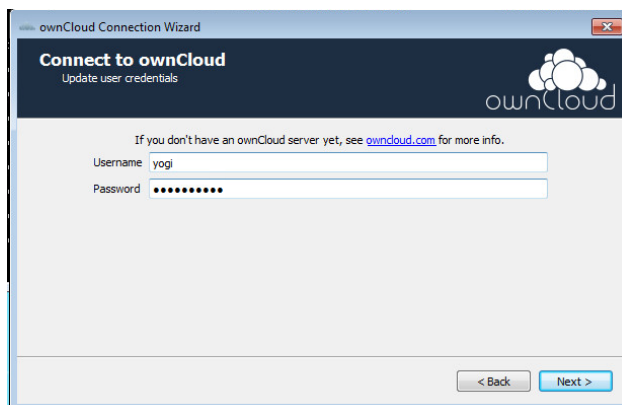 ownCloud Connection Wizard
Connect to ownCloud
Update user credentials
ownCloud
If you don't have an ownCloud server yet, see owncloud.com for more info.
Username yogi
Password ●●●●●●●●●●
< Back Next >